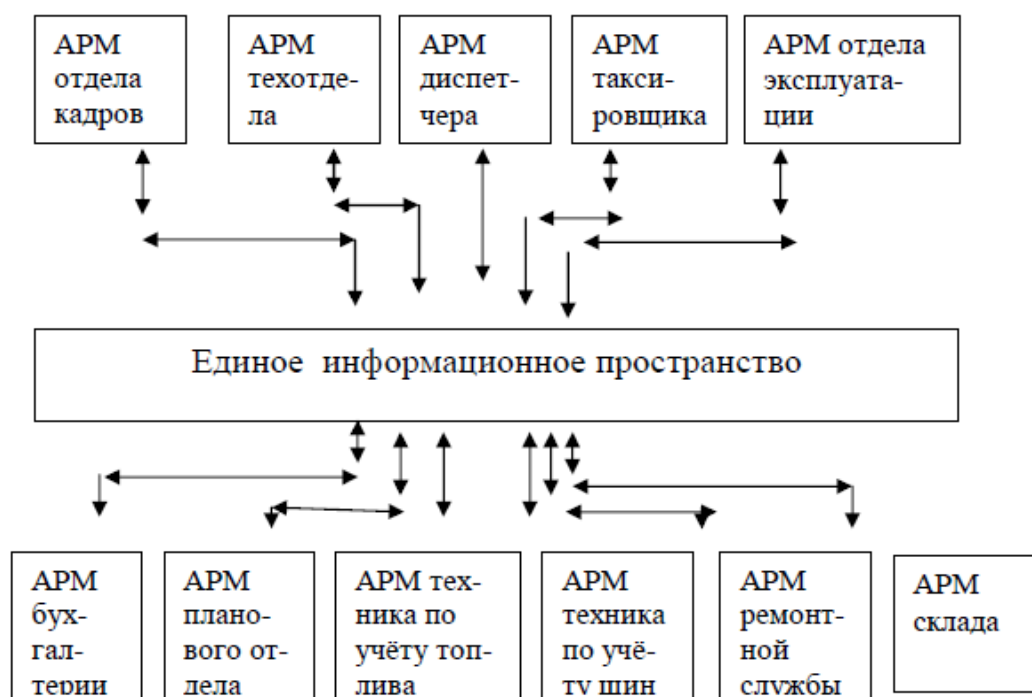 АРМ
отдела
кадров
АРМ
техотде-
ла
АРМ
диспет-
чера
АРМ
такси-
ровщика
АРМ отдела
эксплуата-
ции
Единое информационное пространство
АРМ
бух-
гал-
терии
АРМ
плано-
вого от-
дела
АРМ тех-
ника по
учёту топ-
лива
АРМ
техника
по учё-
ту шин
АРМ
ремонт-
ной
службы
АРМ
склада